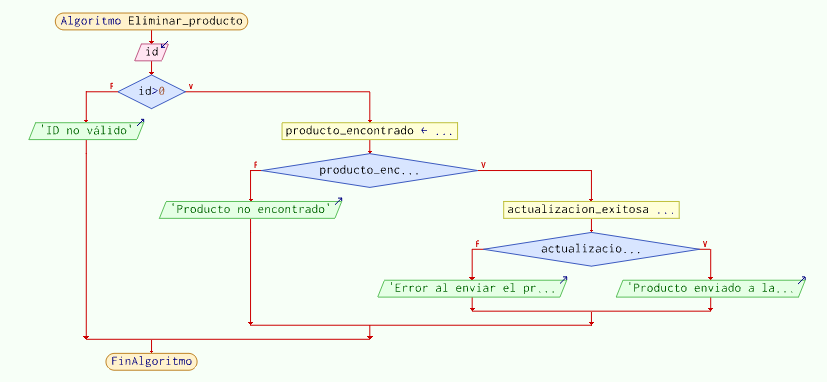 Algoritmo Eliminar_producto
id
id>0
F
V
'ID no válido'
producto_encontrado ← ...
F
producto_enc...
V
'Producto no encontrado'
actualizacion_exitosa ...
F
actualizacio...
V
'Error al enviar el pr...
'Producto enviado a la...
FinAlgoritmo